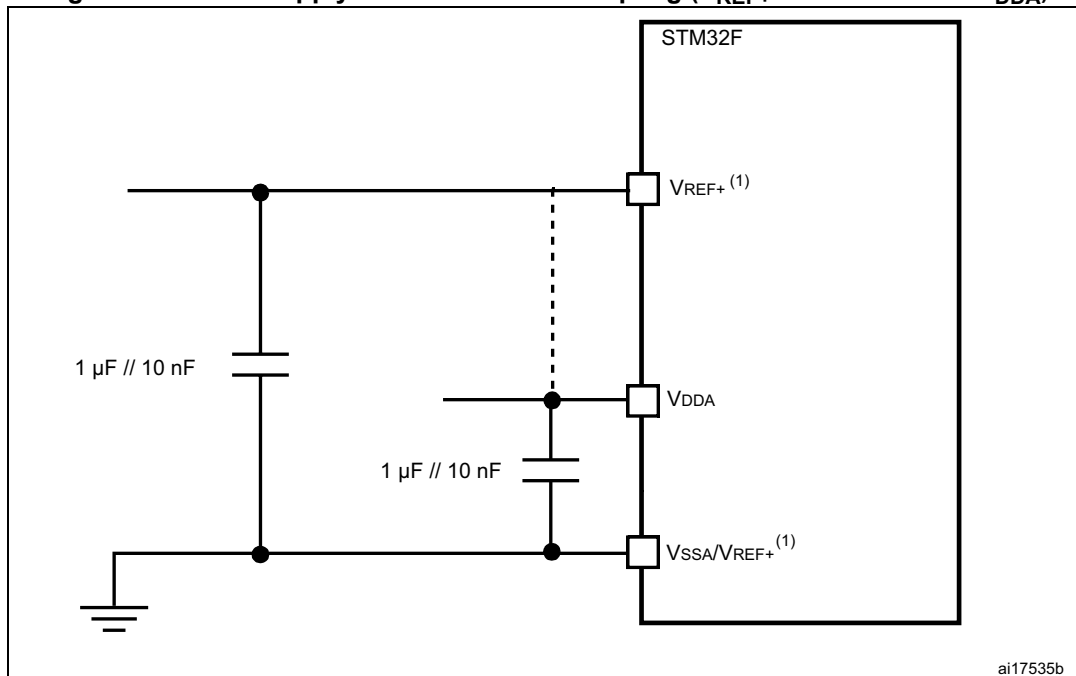 STM32F
VREF+ (1)
1 µF // 10 nF
VDDA
1 µF // 10 nF
VSSA/VREF+ (1)
ai17535b